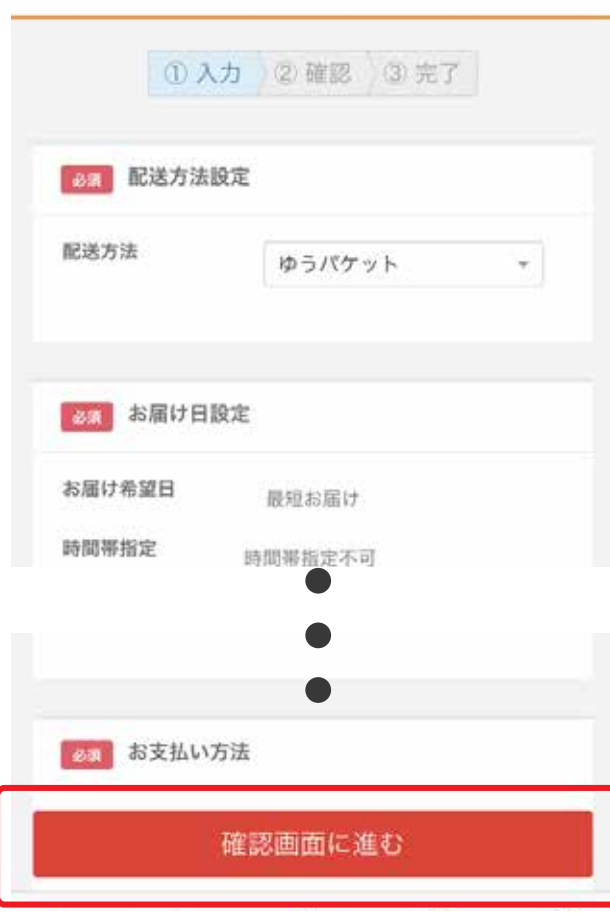 ① 入力 ② 確認 ③ 完了
必須 配送方法設定
配送方法 ゆうパケット
必須 お届け日設定
お届け希望日 最短お届け
時間帯指定 時間帯指定不可
必須 お支払い方法
確認画面に進む